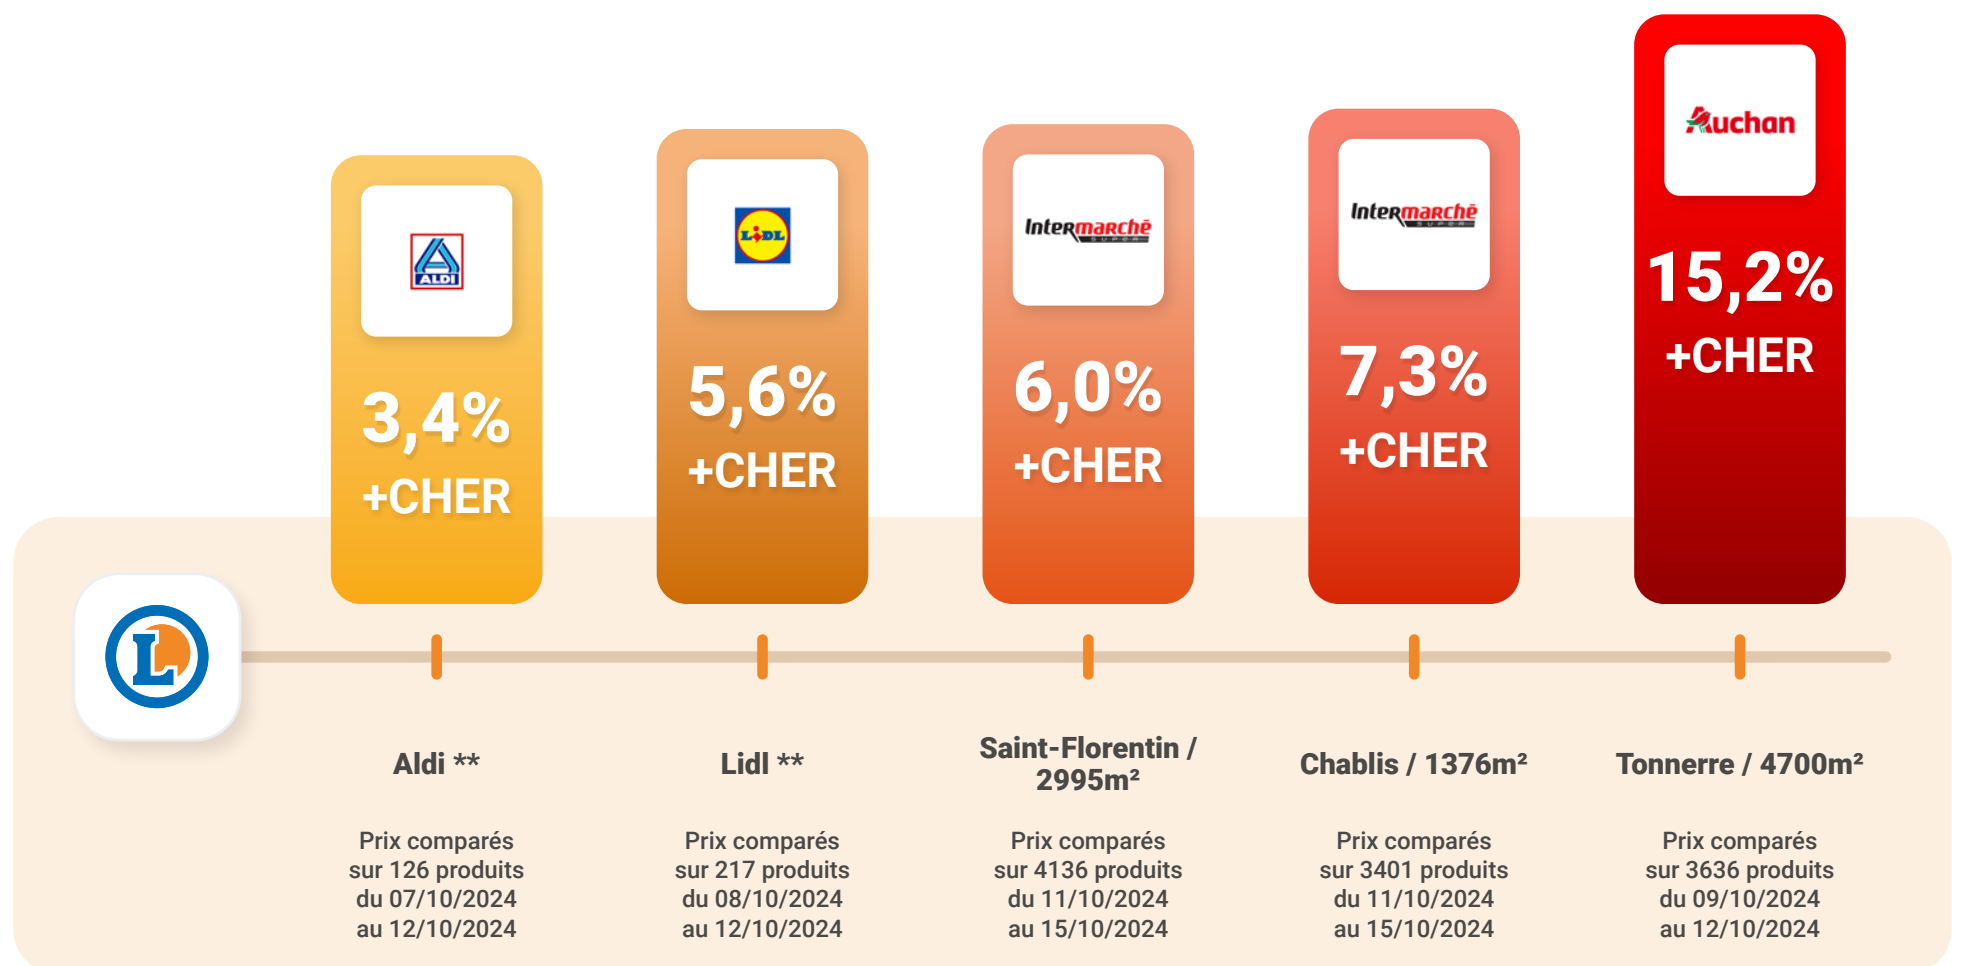 ALDI
3,4%
+CHER
LIDL
5,6%
+CHER
Intermarchē
SUPER
6,0%
+CHER
Intermarchē
SUPER
7,3%
+CHER
Auchan
15,2%
+CHER
L
Aldi **
Prix comparés
sur 126 produits
du 07/10/2024
au 12/10/2024
Lidl **
Prix comparés
sur 217 produits
du 08/10/2024
au 12/10/2024
Saint-Florentin /
2995m²
Prix comparés
sur 4136 produits
du 11/10/2024
au 15/10/2024
Chablis / 1376m²
Prix comparés
sur 3401 produits
du 11/10/2024
au 15/10/2024
Tonnerre / 4700m²
Prix comparés
sur 3636 produits
du 09/10/2024
au 12/10/2024